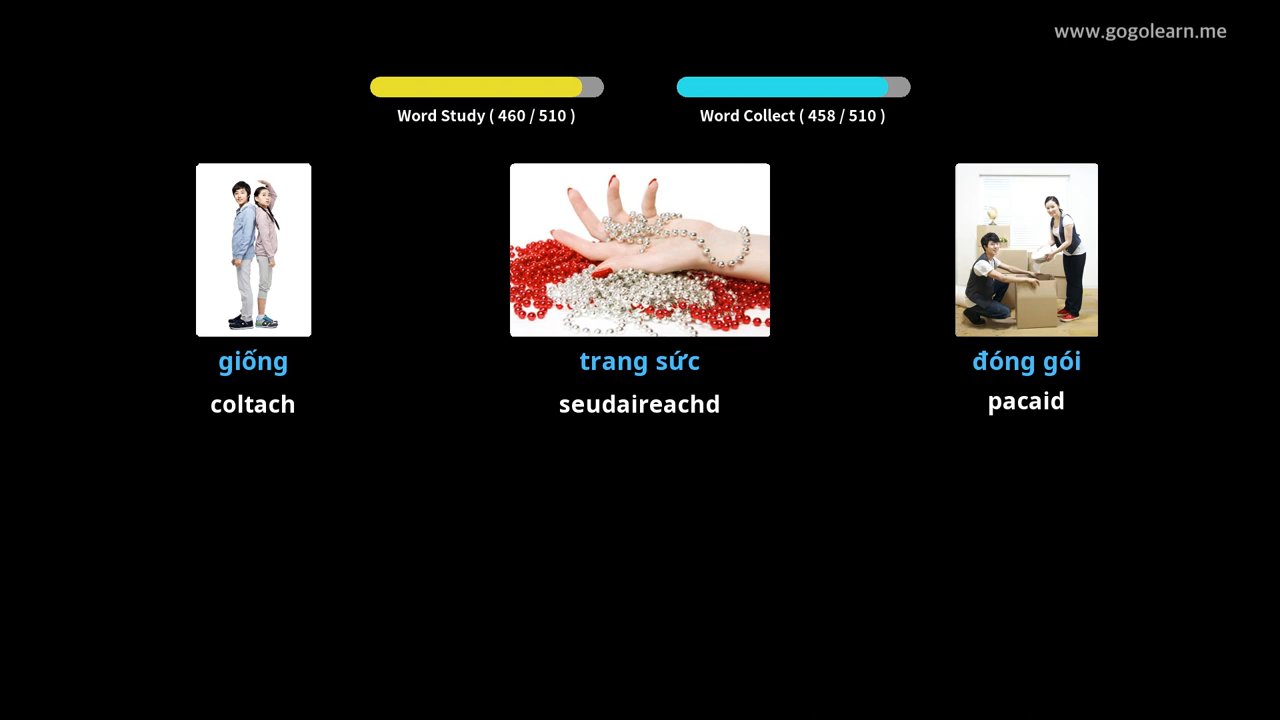 www.gogolearn.me
Word Study ( 460 / 510 )
Word Collect ( 458 / 510 )
giống
trang sức
đóng gói
coltach
seudaireachd
pacaid